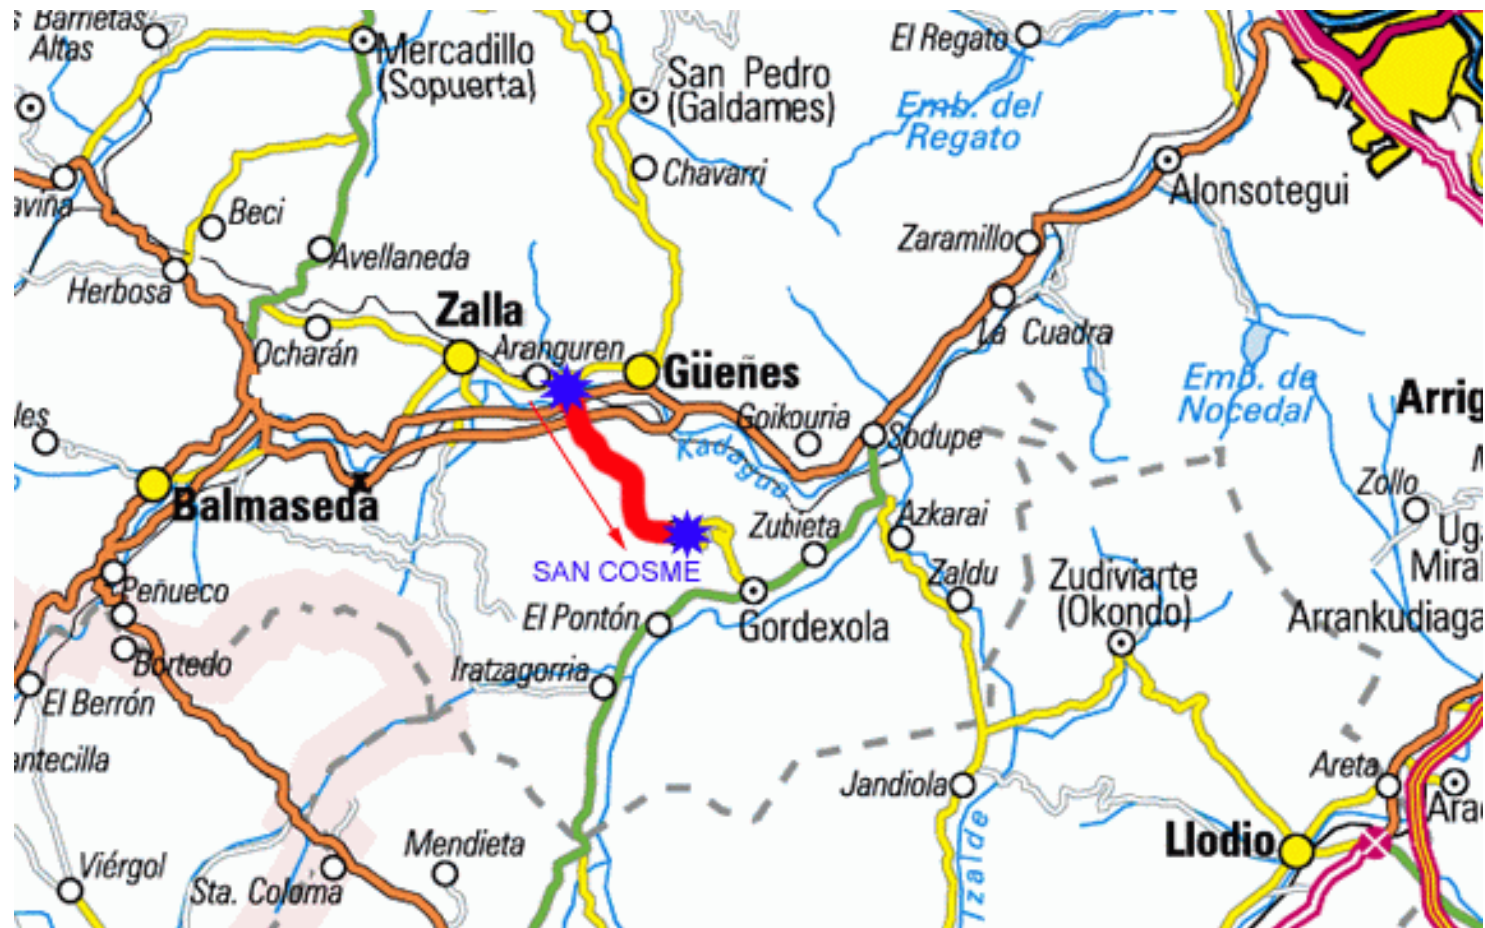 Barrietas
Altas
Mercadillo
(Sopuerta)
San Pedro
(Galdames)
El Regato
Emb. del
Regato
Chavarri
Alonsotegui
Beci
Avellaneda
Zaramillo
Herbosa
Zalla
Ocharán
Aranguren
Güeñes
La Cuadra
Emb. de
Nocedal
Arrig
Goikouria
Sodupe
Kadagua
Balmaseda
Zollo
Zubieta
Azkarai
SAN COSME
Peñueco
Zaldu
Zudiviarte
(Okondo)
El Pontón
Gordexola
Arrankudiaga
Bortedo
Iratzagorria
El Berrón
antecilla
Jandiola
Areta
Izalde
Llodio
Mendieta
Viérgol
Sta. Coloma